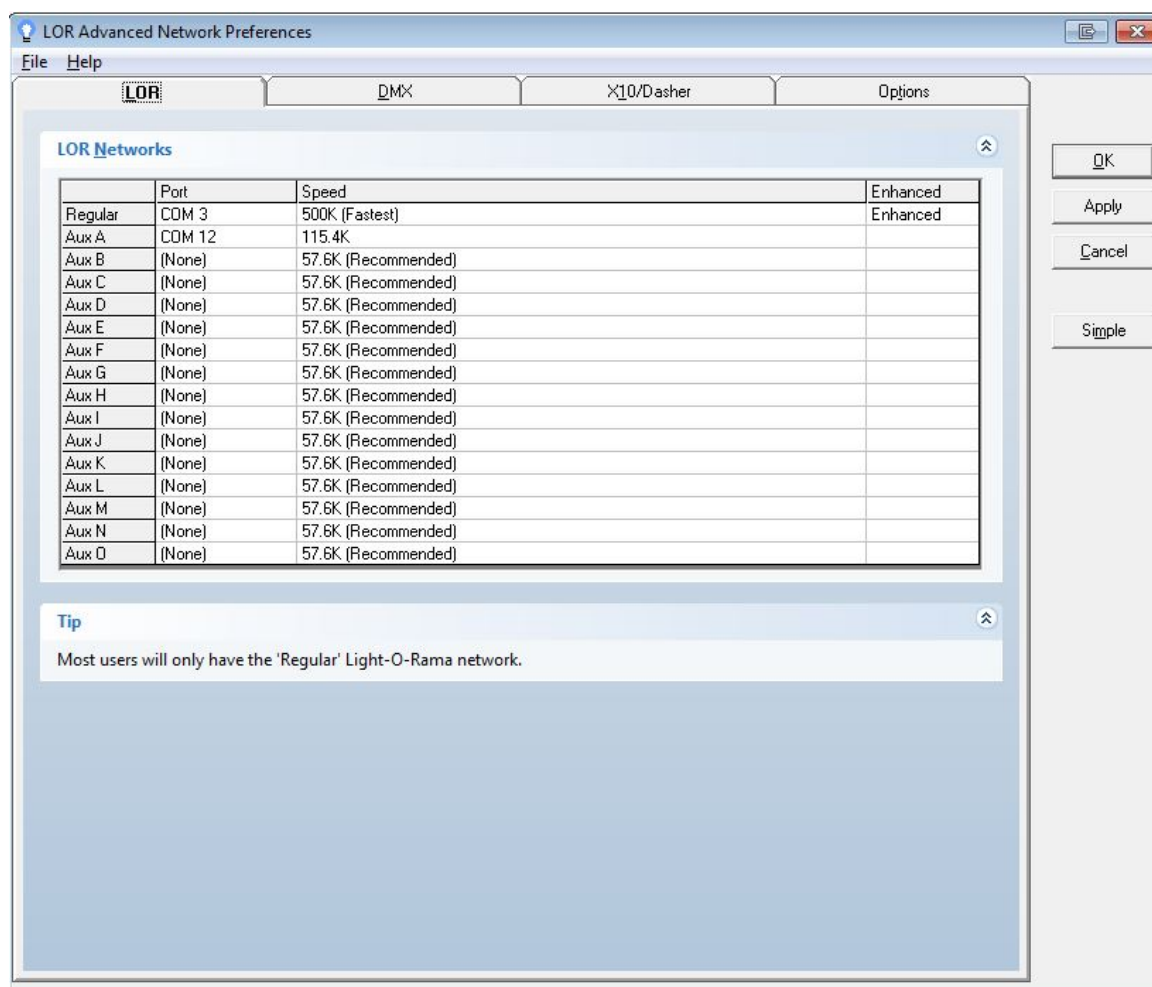 LOR Advanced Network Preferences
File Help
LOR DMX X10/Dasher Options
LOR Networks
Port Speed Enhanced
Regular COM 3 500K (Fastest) Enhanced
Aux A COM 12 115.4K
Aux B (None) 57.6K (Recommended)
Aux C (None) 57.6K (Recommended)
Aux D (None) 57.6K (Recommended)
Aux E (None) 57.6K (Recommended)
Aux F (None) 57.6K (Recommended)
Aux G (None) 57.6K (Recommended)
Aux H (None) 57.6K (Recommended)
Aux I (None) 57.6K (Recommended)
Aux J (None) 57.6K (Recommended)
Aux K (None) 57.6K (Recommended)
Aux L (None) 57.6K (Recommended)
Aux M (None) 57.6K (Recommended)
Aux N (None) 57.6K (Recommended)
Aux O (None) 57.6K (Recommended)
Tip
Most users will only have the 'Regular' Light-O-Rama network.
OK
Apply
Cancel
Simple